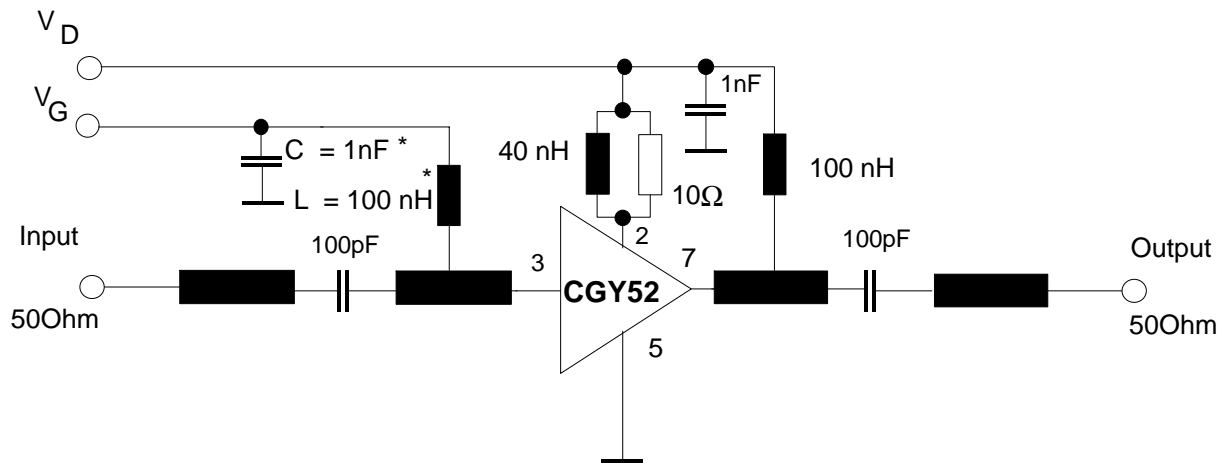 V D
V G
1nF
C = 1nF *
40 nH
*
100 nH
L = 100 nH
10Ω
Input
100pF
2
7
100pF
Output
3
CGY52
50Ohm
5
50Ohm